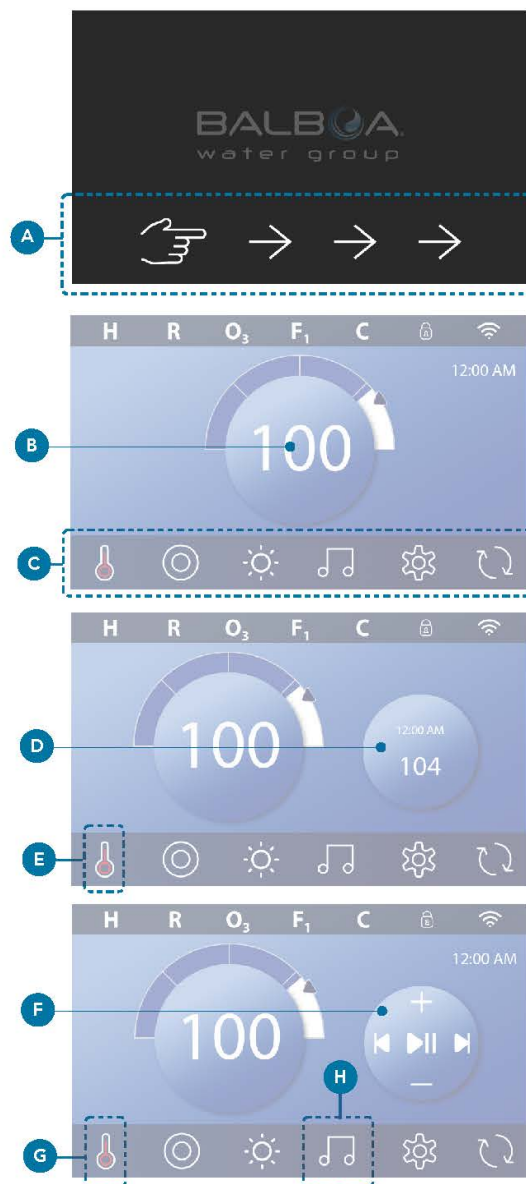 BALBOA
water group
A
H R O₃ F₁ C A
12:00 AM
B
100
C
H R O₃ F₁ C A
D
100
12:00 AM
104
E
H R O₃ F₁ C
12:00 AM
F
100
H
G